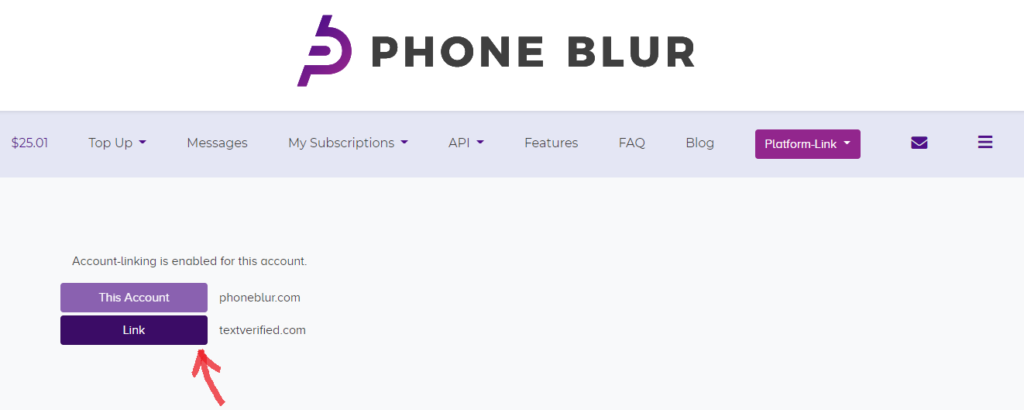 PHONE BLUR
$25.01 Top Up Messages My Subscriptions API Features FAQ Blog Platform-Link
Account-linking is enabled for this account.
This Account phoneblur.com
Link textverified.com